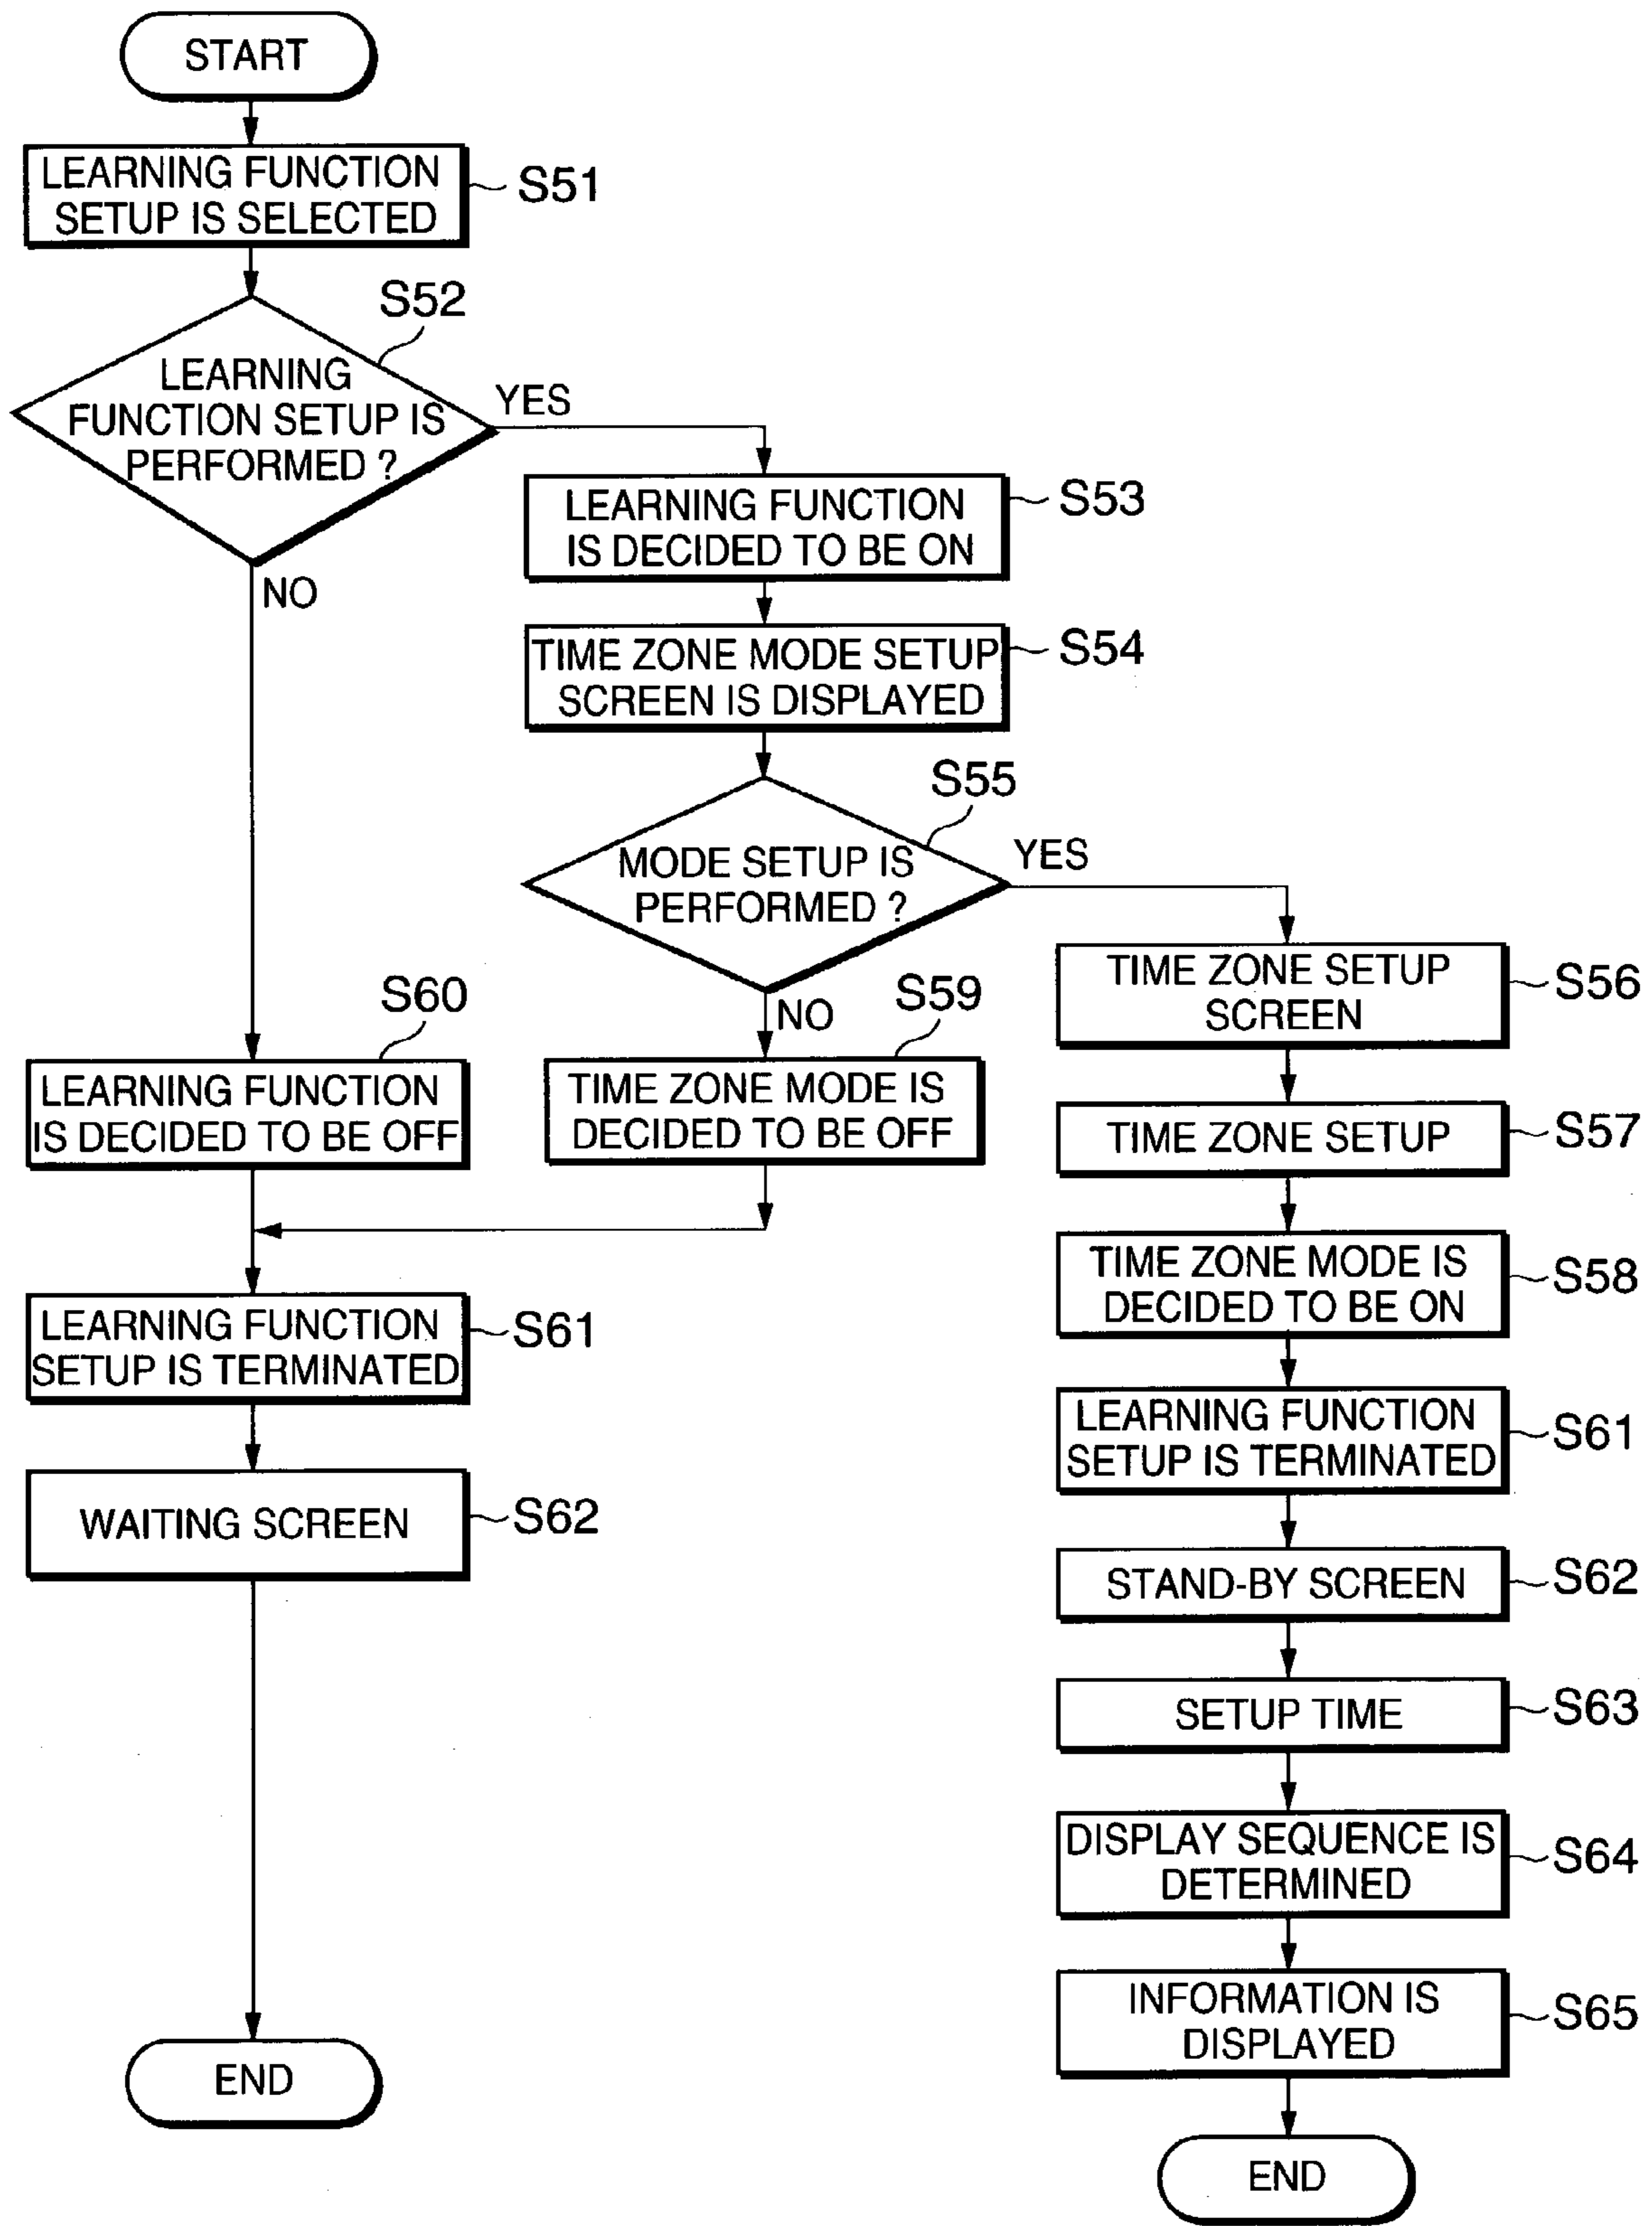 START
LEARNING FUNCTION
SETUP IS SELECTED
S51
S52
LEARNING
FUNCTION SETUP IS
PERFORMED ?
YES
NO
LEARNING FUNCTION
IS DECIDED TO BE ON
S53
TIME ZONE MODE SETUP
SCREEN IS DISPLAYED
S54
S55
MODE SETUP IS
PERFORMED ?
YES
NO
TIME ZONE SETUP
SCREEN
S56
S60
LEARNING FUNCTION
IS DECIDED TO BE OFF
S59
TIME ZONE MODE IS
DECIDED TO BE OFF
TIME ZONE SETUP
S57
TIME ZONE MODE IS
DECIDED TO BE ON
S58
LEARNING FUNCTION
SETUP IS TERMINATED
S61
LEARNING FUNCTION
SETUP IS TERMINATED
S61
WAITING SCREEN
S62
STAND-BY SCREEN
S62
SETUP TIME
S63
DISPLAY SEQUENCE IS
DETERMINED
S64
INFORMATION IS
DISPLAYED
S65
END
END